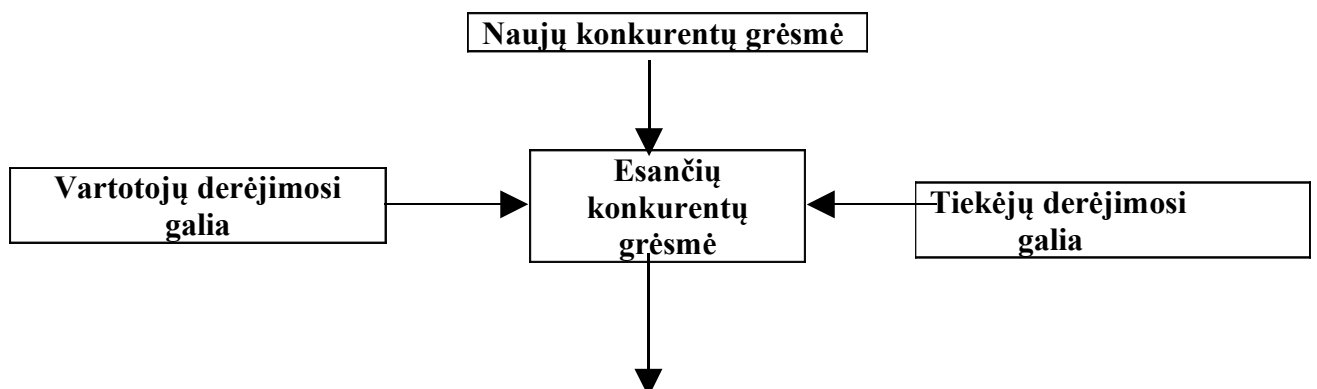 Naujų konkurentų grėsmė
Esančių
konkurentų
grėsmė
Vartotojų derėjimosi
galia
Tiekėjų derėjimosi
galia